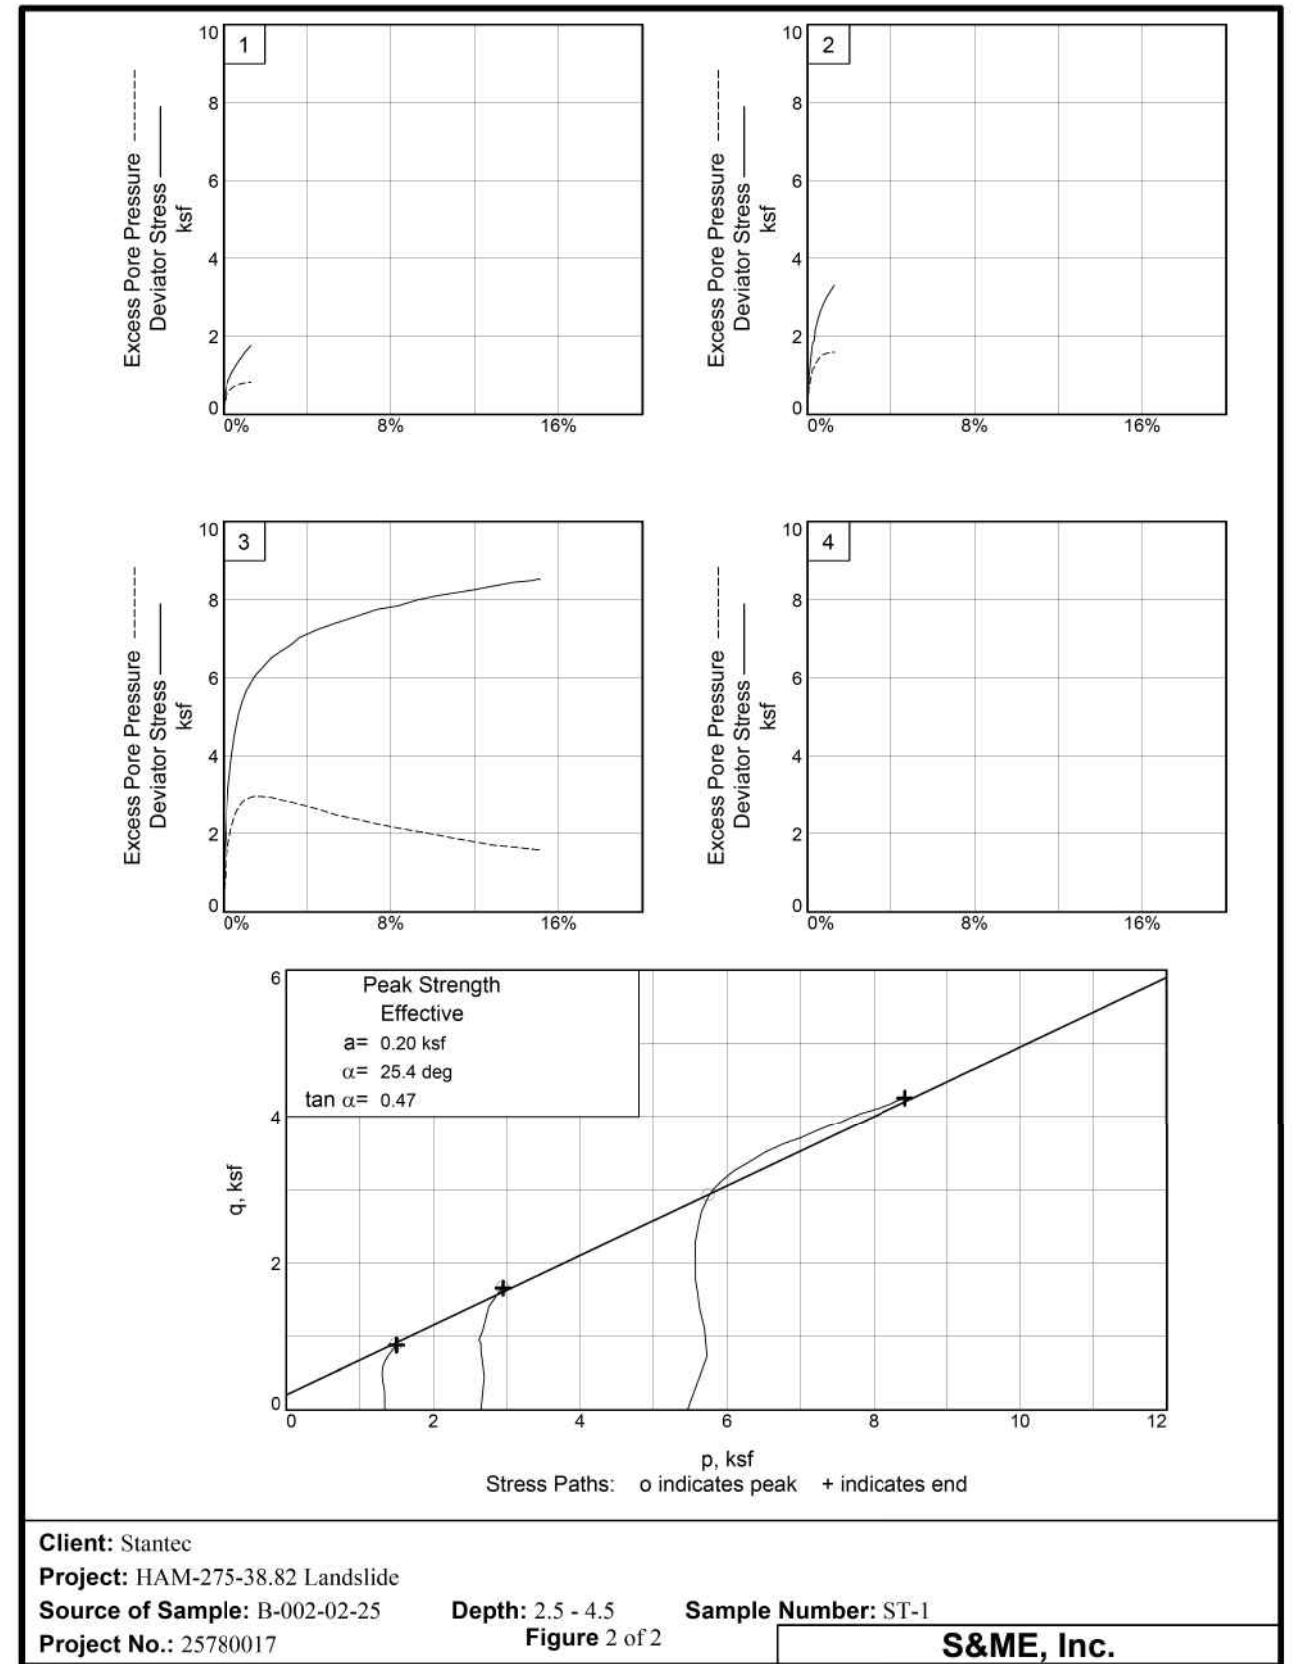 1
10
8
6
4
2
0
0%
8%
16%
Excess Pore Pressure
Deviator Stress
ksf
2
10
8
6
4
2
0
0%
8%
16%
Excess Pore Pressure
Deviator Stress
ksf
3
10
8
6
4
2
0
0%
8%
16%
Excess Pore Pressure
Deviator Stress
ksf
4
10
8
6
4
2
0
0%
8%
16%
Excess Pore Pressure
Deviator Stress
ksf
Peak Strength
Effective
a= 0.20 ksf
α= 25.4 deg
tan α= 0.47
6
4
2
0
q, ksf
0
2
4
6
8
10
12
p, ksf
Stress Paths: o indicates peak + indicates end
Client: Stantec
Project: HAM-275-38.82 Landslide
Source of Sample: B-002-02-25 Depth: 2.5 - 4.5 Sample Number: ST-1
Project No.: 25780017 Figure 2 of 2 S&ME, Inc.